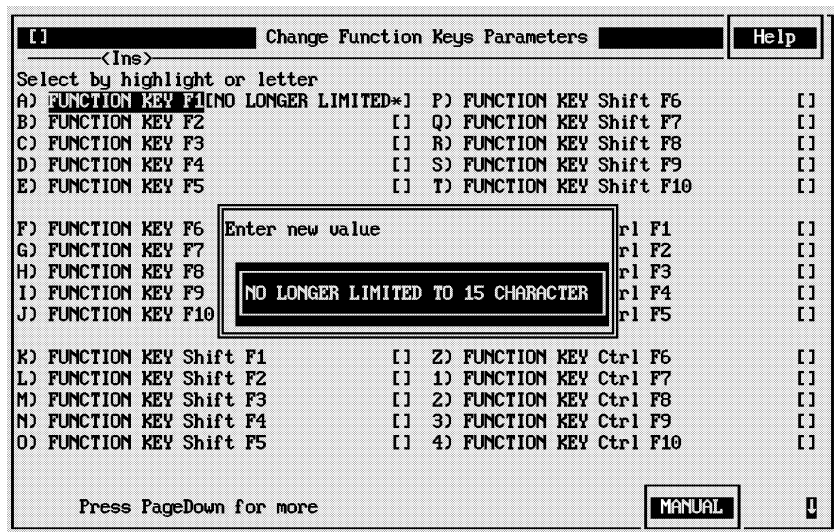 [] Change Function Keys Parameters Help
<Ins>
Select by highlight or letter
A) FUNCTION KEY F1[NO LONGER LIMITED*] P) FUNCTION KEY Shift F6 []
B) FUNCTION KEY F2 [] Q) FUNCTION KEY Shift F7 []
C) FUNCTION KEY F3 [] R) FUNCTION KEY Shift F8 []
D) FUNCTION KEY F4 [] S) FUNCTION KEY Shift F9 []
E) FUNCTION KEY F5 [] T) FUNCTION KEY Shift F10 []
F) FUNCTION KEY F6 Enter new value rl F1 []
G) FUNCTION KEY F7 rl F2 []
H) FUNCTION KEY F8 rl F3 []
I) FUNCTION KEY F9 NO LONGER LIMITED TO 15 CHARACTER rl F4 []
J) FUNCTION KEY F10 rl F5 []
K) FUNCTION KEY Shift F1 [] Z) FUNCTION KEY Ctrl F6 []
L) FUNCTION KEY Shift F2 [] 1) FUNCTION KEY Ctrl F7 []
M) FUNCTION KEY Shift F3 [] 2) FUNCTION KEY Ctrl F8 []
N) FUNCTION KEY Shift F4 [] 3) FUNCTION KEY Ctrl F9 []
O) FUNCTION KEY Shift F5 [] 4) FUNCTION KEY Ctrl F10 []
Press PageDown for more MANUAL ↓